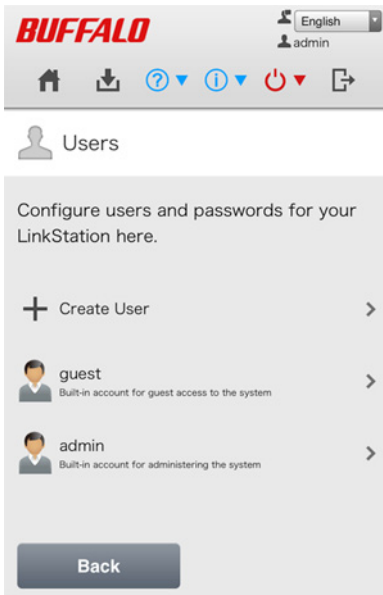 BUFFALO
English
admin
Users
Configure users and passwords for your
LinkStation here.
Create User
guest
Built-in account for guest access to the system
admin
Built-in account for administering the system
Back